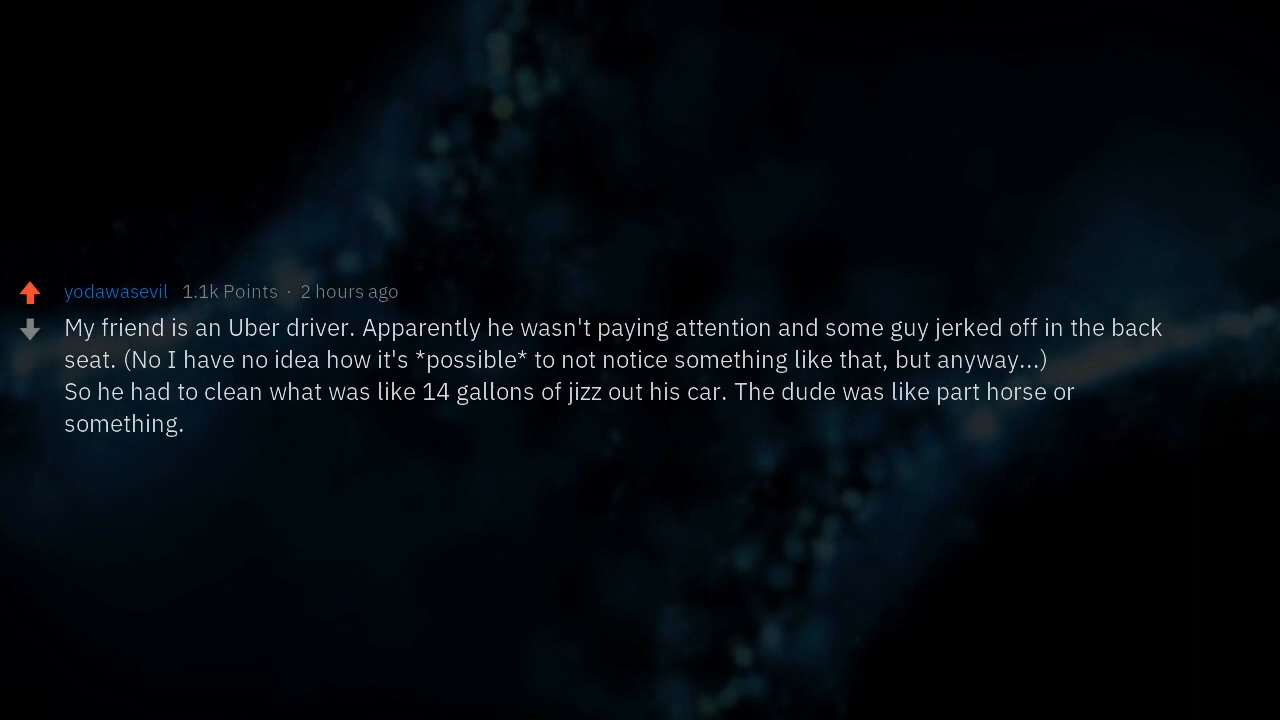 yodawasevil 1.1k Points · 2 hours ago
My friend is an Uber driver. Apparently he wasn't paying attention and some guy jerked off in the back
seat. (No I have no idea how it's *possible* to not notice something like that, but anyway...)
So he had to clean what was like 14 gallons of jizz out his car. The dude was like part horse or
something.